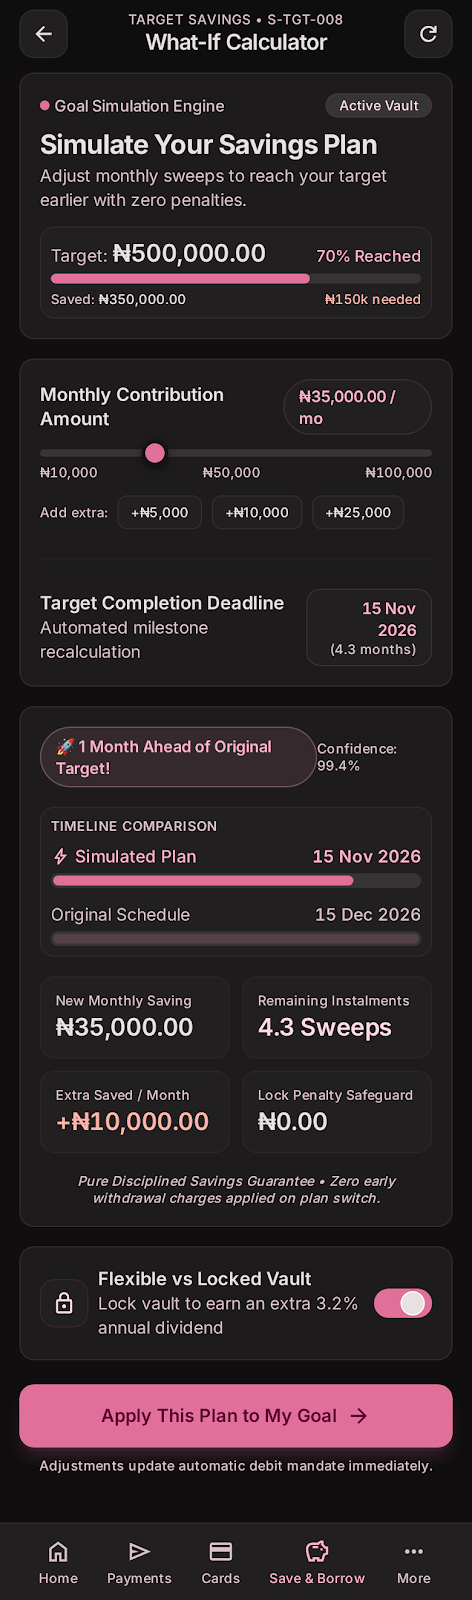 TARGET SAVINGS • S-TGT-008
What-If Calculator
Goal Simulation Engine
Active Vault
Simulate Your Savings Plan
Adjust monthly sweeps to reach your target
earlier with zero penalties.
Target: ₦500,000.00
70% Reached
Saved: ₦350,000.00
₦150k needed
Monthly Contribution
Amount
₦35,000.00 /
mo
₦10,000
₦50,000
₦100,000
Add extra:
+₦5,000
+₦10,000
+₦25,000
Target Completion Deadline
Automated milestone
recalculation
15 Nov
2026
(4.3 months)
🚀 1 Month Ahead of Original
Target!
Confidence:
99.4%
TIMELINE COMPARISON
Simulated Plan
15 Nov 2026
Original Schedule
15 Dec 2026
New Monthly Saving
₦35,000.00
Remaining Instalments
4.3 Sweeps
Extra Saved / Month
+₦10,000.00
Lock Penalty Safeguard
₦0.00
Pure Disciplined Savings Guarantee • Zero early
withdrawal charges applied on plan switch.
Flexible vs Locked Vault
Lock vault to earn an extra 3.2%
annual dividend
Apply This Plan to My Goal →
Adjustments update automatic debit mandate immediately.
Home
Payments
Cards
Save & Borrow
More